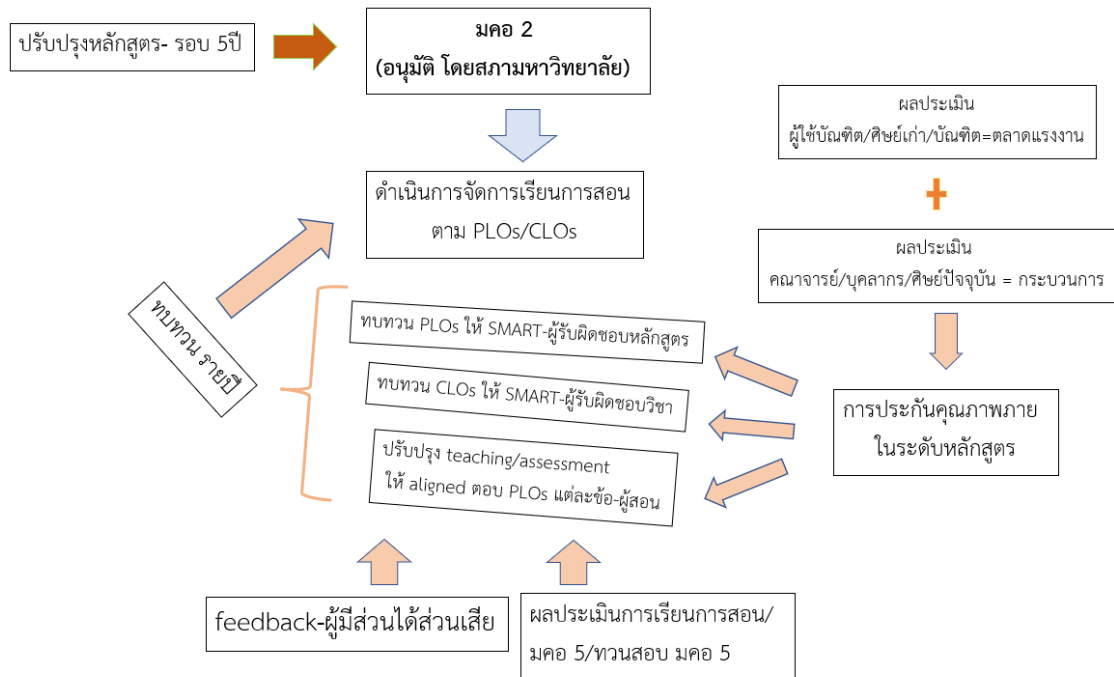 ปรับปรุงหลักสูตร- รอบ 5ปี
มคอ 2
(อนุมัติ โดยสภามหาวิทยาลัย)
ผลประเมิน
ผู้ใช้บัณฑิต/ศิษย์เก่า/บัณฑิต=ตลาดแรงงาน
ดำเนินการจัดการเรียนการสอน
ตาม PLOs/CLOs
ผลประเมิน
คณาจารย์/บุคลากร/ศิษย์ปัจจุบัน = กระบวนการ
ทบทวน รายปี
ทบทวน PLOs ให้ SMART-ผู้รับผิดชอบหลักสูตร
ทบทวน CLOs ให้ SMART-ผู้รับผิดชอบวิชา
ปรับปรุง teaching/assessment
ให้ aligned ตอบ PLOs แต่ละข้อ-ผู้สอน
การประกันคุณภาพภาย
ในระดับหลักสูตร
feedback-ผู้มีส่วนได้ส่วนเสีย
ผลประเมินการเรียนการสอน/
มคอ 5/ทวนสอบ มคอ 5